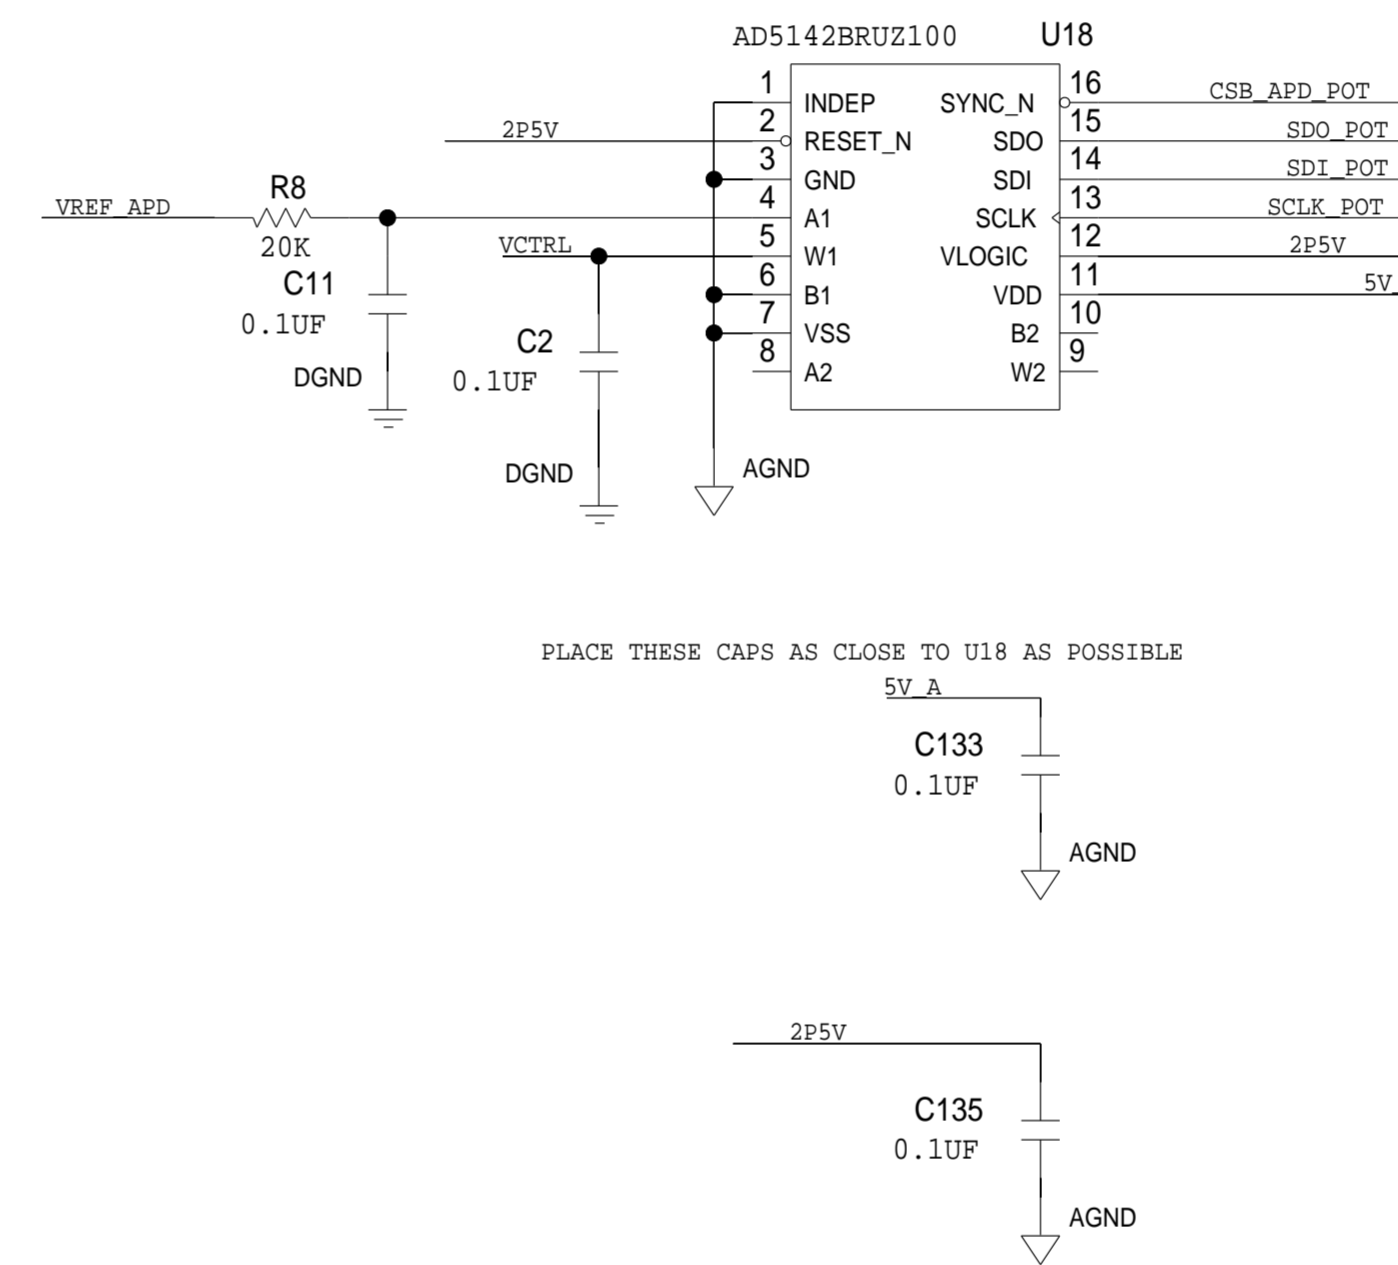 AD5142BRUZ100 U18
1 INDEP SYNC_N 16 CSB_APD_POT
2P5V 2 RESET_N SDO 15 SDO_POT
3 GND SDI 14 SDI_POT
VREF_APD R8 4 A1 SCLK 13 SCLK_POT
20K
VCTRL 5 W1 VLOGIC 12 2P5V
C11 6 B1 VDD 11 5V_
0.1UF 7 VSS B2 10
C2 8 A2 W2 9
DGND 0.1UF
DGND AGND
PLACE THESE CAPS AS CLOSE TO U18 AS POSSIBLE
5V_A
C133
0.1UF
AGND
2P5V
C135
0.1UF
AGND